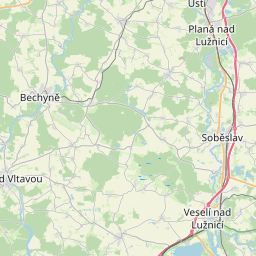 Ústí
Planá nad
Lužnicí
Bechyně
Soběslav
d Vltavou
Veselí nad
Lužnicí